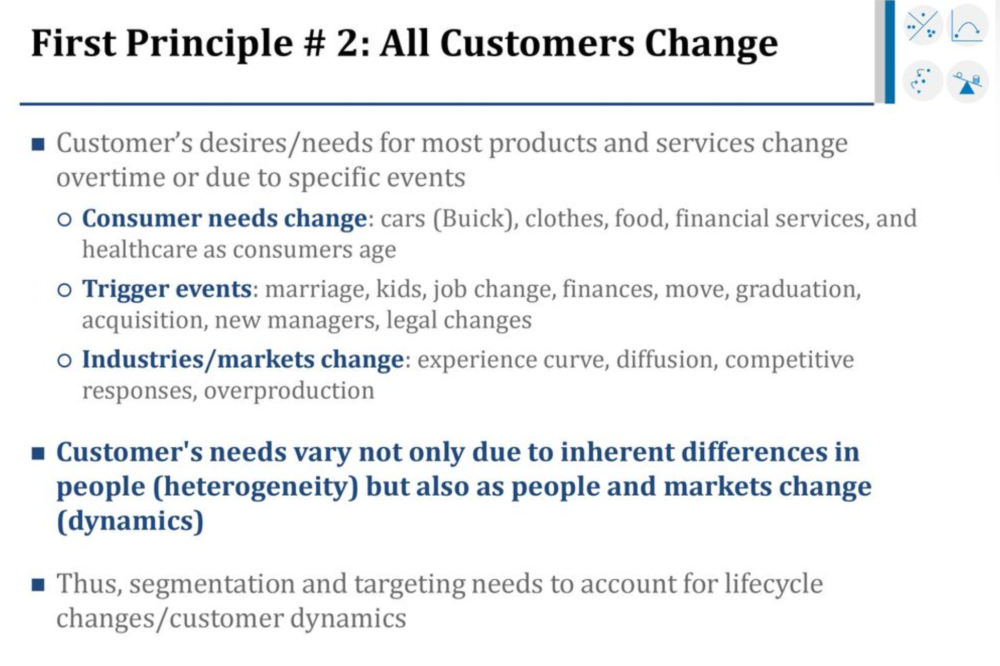 First Principle # 2: All Customers Change
■ Customer’s desires/needs for most products and services change
overtime or due to specific events
○ Consumer needs change: cars (Buick), clothes, food, financial services, and
healthcare as consumers age
○ Trigger events: marriage, kids, job change, finances, move, graduation,
acquisition, new managers, legal changes
○ Industries/markets change: experience curve, diffusion, competitive
responses, overproduction
■ Customer's needs vary not only due to inherent differences in
people (heterogeneity) but also as people and markets change
(dynamics)
■ Thus, segmentation and targeting needs to account for lifecycle
changes/customer dynamics